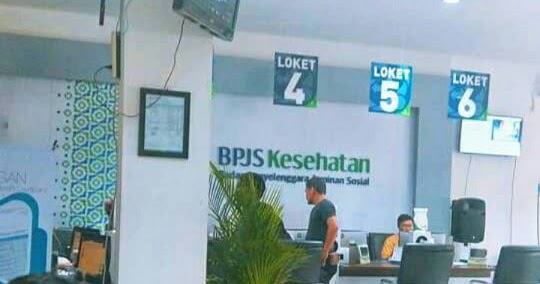 LOKET
4
LOKET
5
LOKET
6
BPJS Kesehatan
Badan Penyelenggara Jaminan Sosial